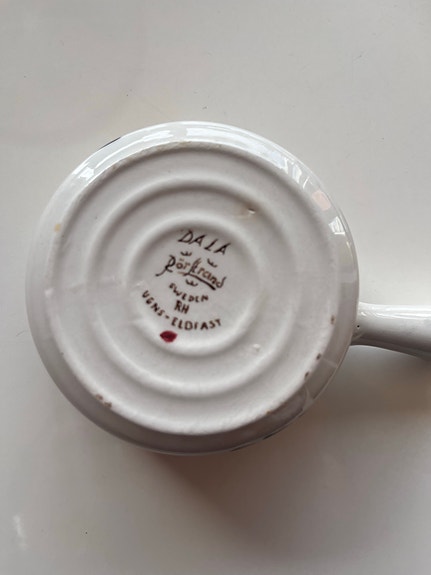 DALA
Rörstrand
SWEDEN
RH
UGNS-ELDFAST